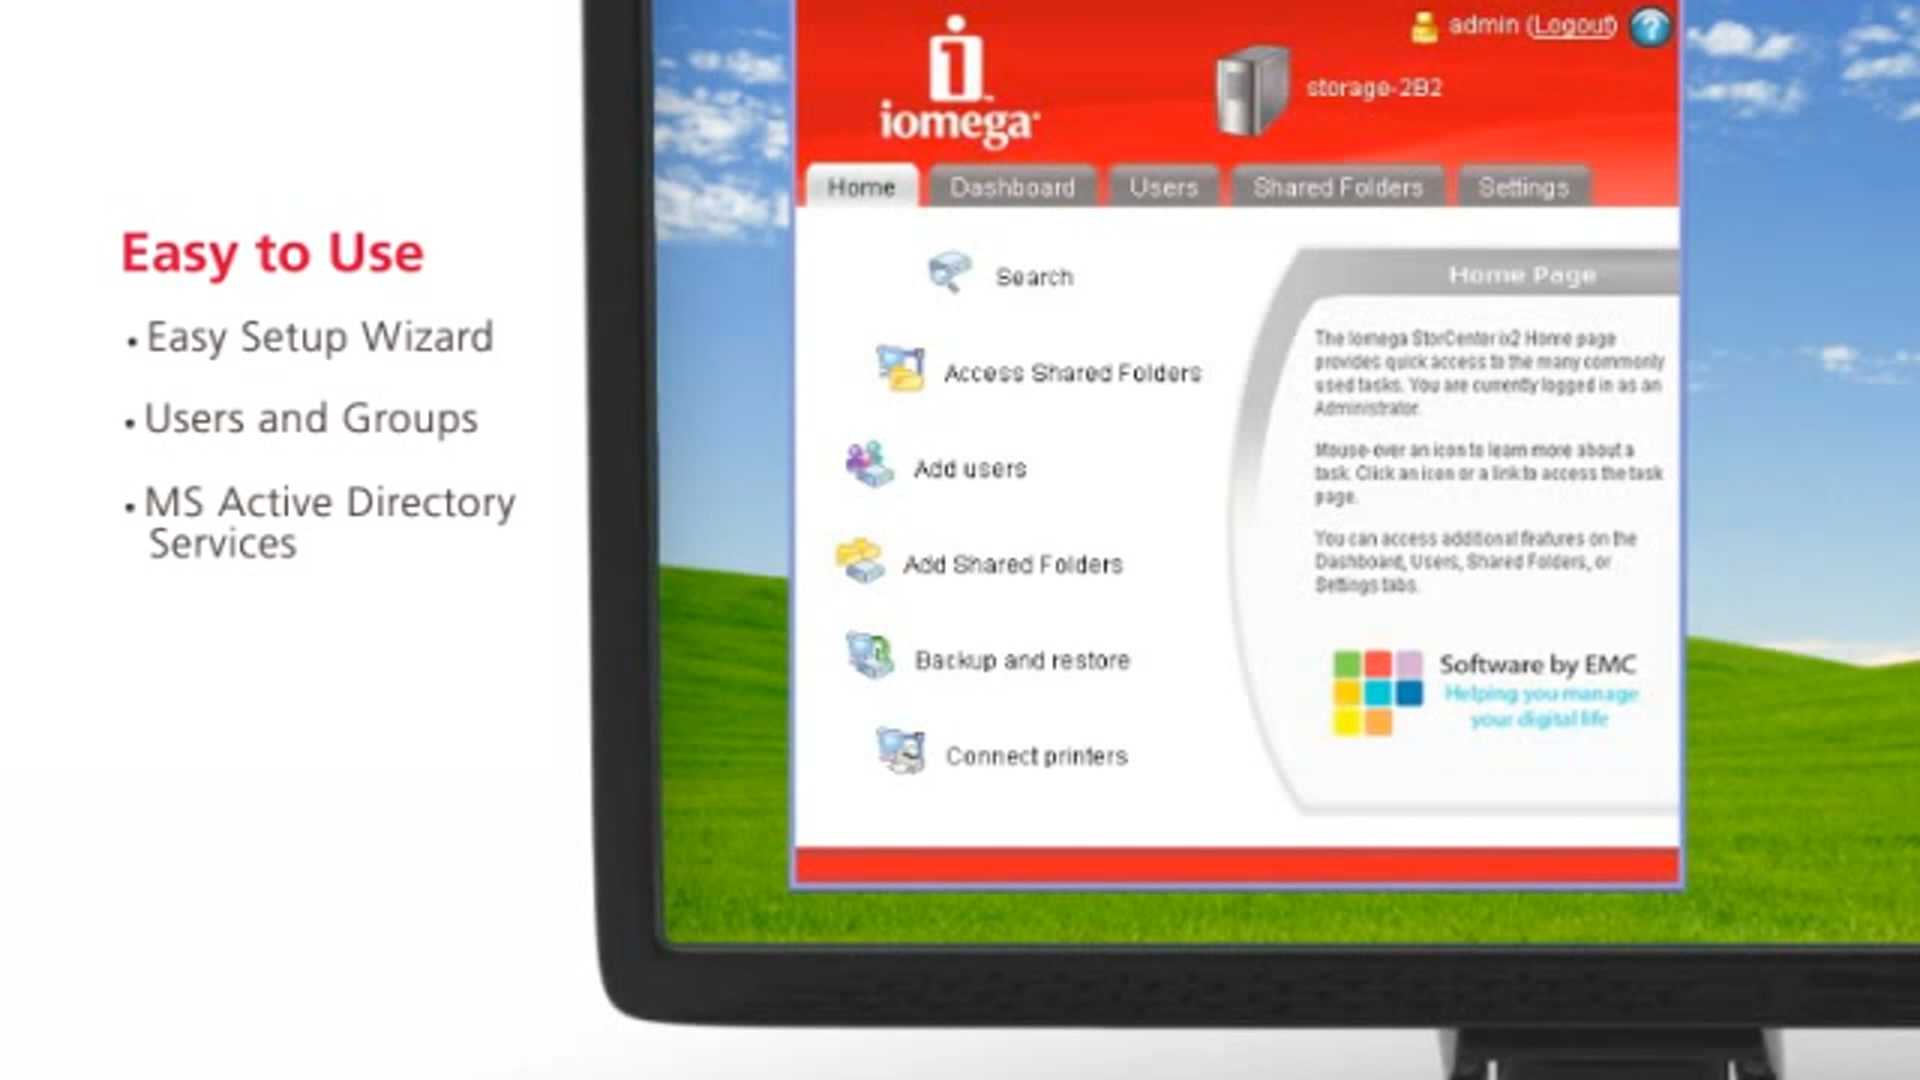 Easy to Use
• Easy Setup Wizard
• Users and Groups
• MS Active Directory
Services
iomega
admin (Logout)
?
storage-2B2
Home
Dashboard
Users
Shared Folders
Settings
Search
Access Shared Folders
Add users
Add Shared Folders
Backup and restore
Connect printers
Home Page
The Iomega StorCenter ix2 Home page
provides quick access to the many commonly
used tasks. You are currently logged in as an
Administrator.
Mouse-over an icon to learn more about a
task. Click an icon or a link to access the task
page.
You can access additional features on the
Dashboard, Users, Shared Folders, or
Settings tabs.
Software by EMC
Helping you manage
your digital life